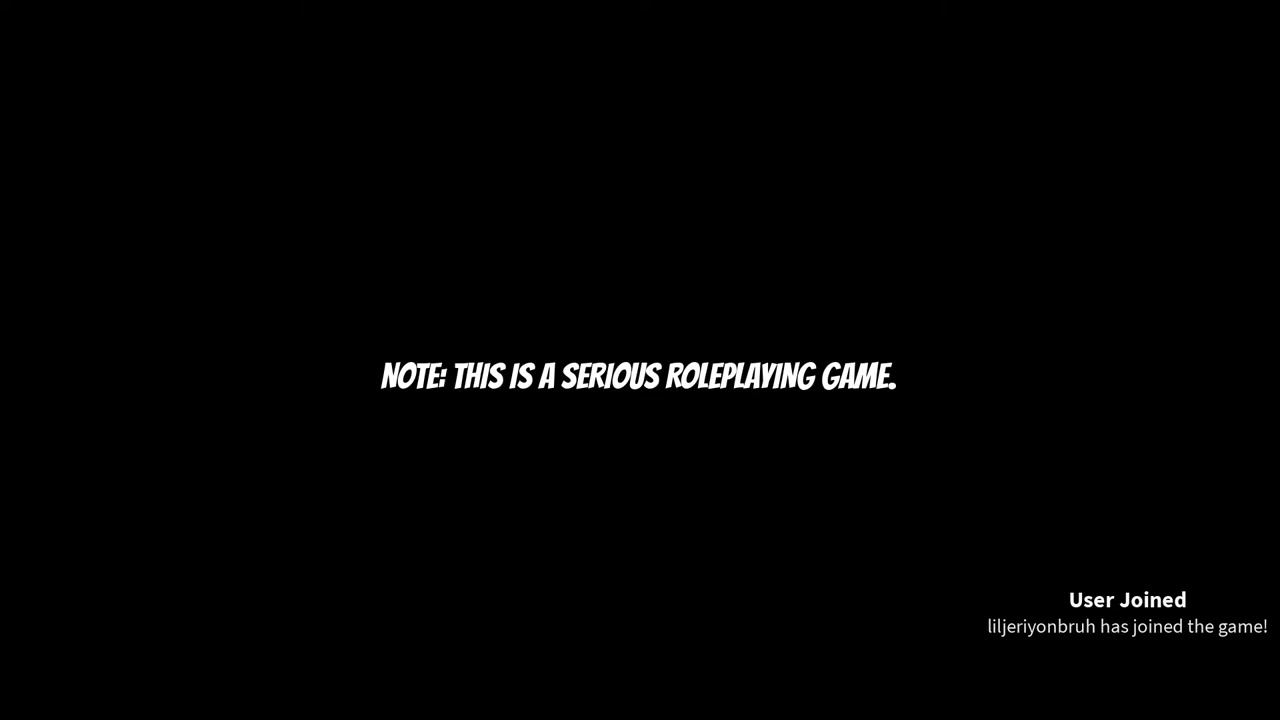 NOTE: THIS IS A SERIOUS ROLEPLAYING GAME.
User Joined
liljeriyonbruh has joined the game!